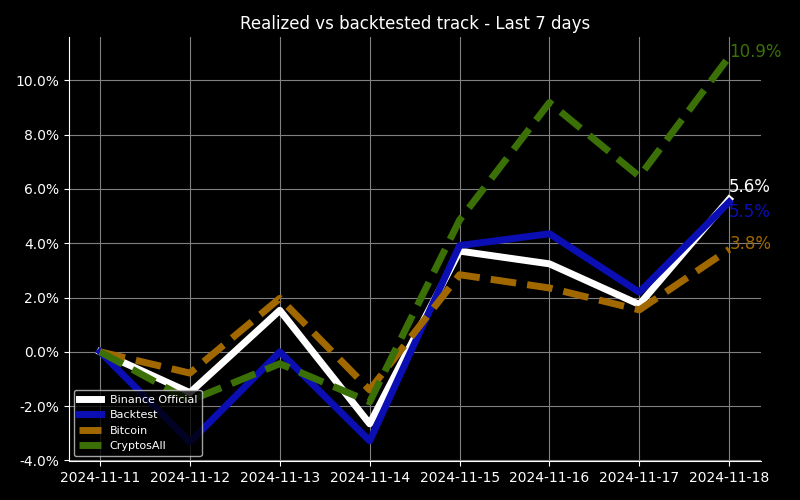 Realized vs backtested track - Last 7 days
10.9%
10.0%
8.0%
6.0%
5.6%
5.5%
4.0%
3.8%
2.0%
0.0%
-2.0%
-4.0%
Binance Official
Backtest
Bitcoin
CryptosAll
2024-11-11 2024-11-12 2024-11-13 2024-11-14 2024-11-15 2024-11-16 2024-11-17 2024-11-18